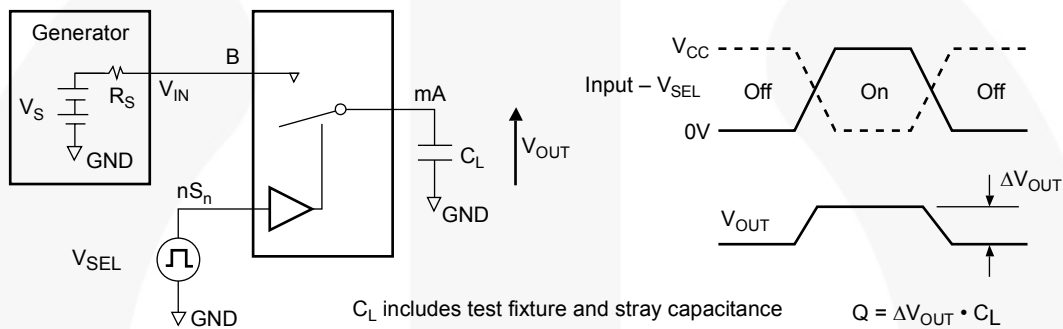 Generator
VS
RS
GND
VIN
B
mA
CL
GND
VOUT
nSn
VSEL
GND
CL includes test fixture and stray capacitance
VCC
Input – VSEL
Off
On
Off
0V
VOUT
ΔVOUT
Q = ΔVOUT • CL